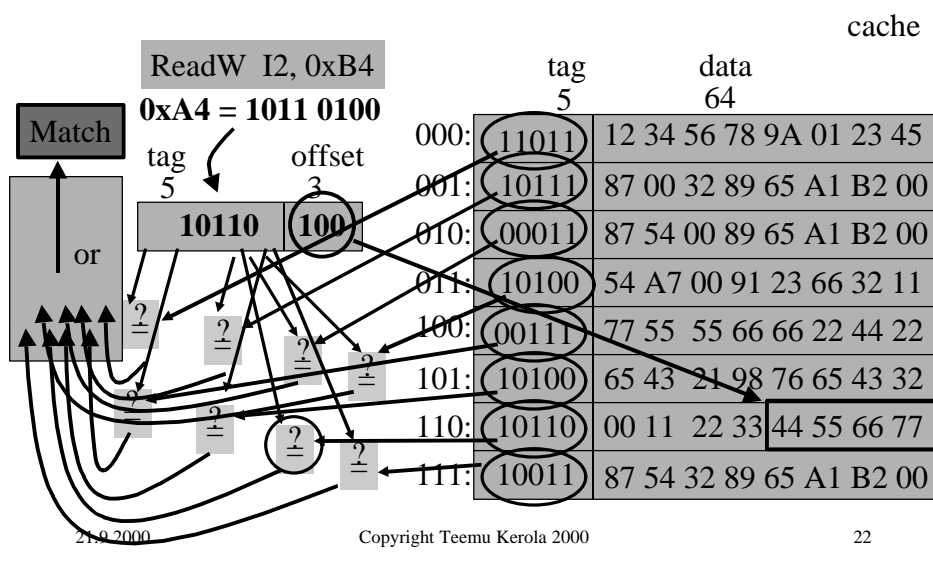 cache
ReadW I2, 0xB4
0xA4 = 1011 0100
Match
tag offset
5 3
10110 100
or
tag data
5 64
000: 11011 12 34 56 78 9A 01 23 45
001: 10111 87 00 32 89 65 A1 B2 00
010: 00011 87 54 00 89 65 A1 B2 00
011: 10100 54 A7 00 91 23 66 32 11
100: 00111 77 55 55 66 66 22 44 22
101: 10100 65 43 21 98 76 65 43 32
110: 10110 00 11 22 33 44 55 66 77
111: 10011 87 54 32 89 65 A1 B2 00
?
=
?
=
?
=
?
=
?
=
?
=
?
=
?
=
21.9.2000 Copyright Teemu Kerola 2000 22